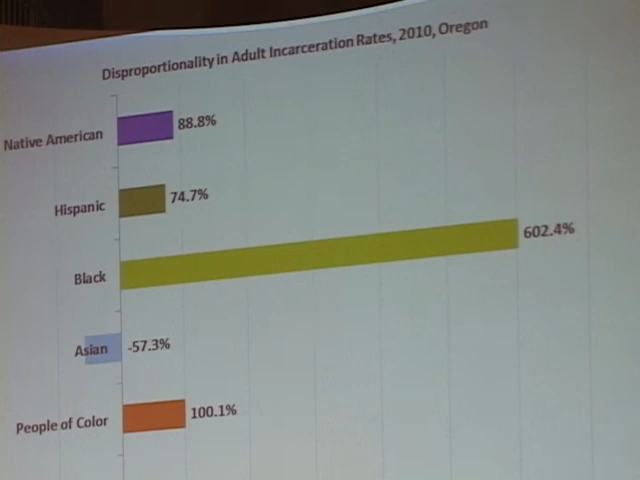 Disproportionality in Adult Incarceration Rates, 2010, Oregon
Native American 88.8%
Hispanic 74.7%
Black 602.4%
Asian -57.3%
People of Color 100.1%